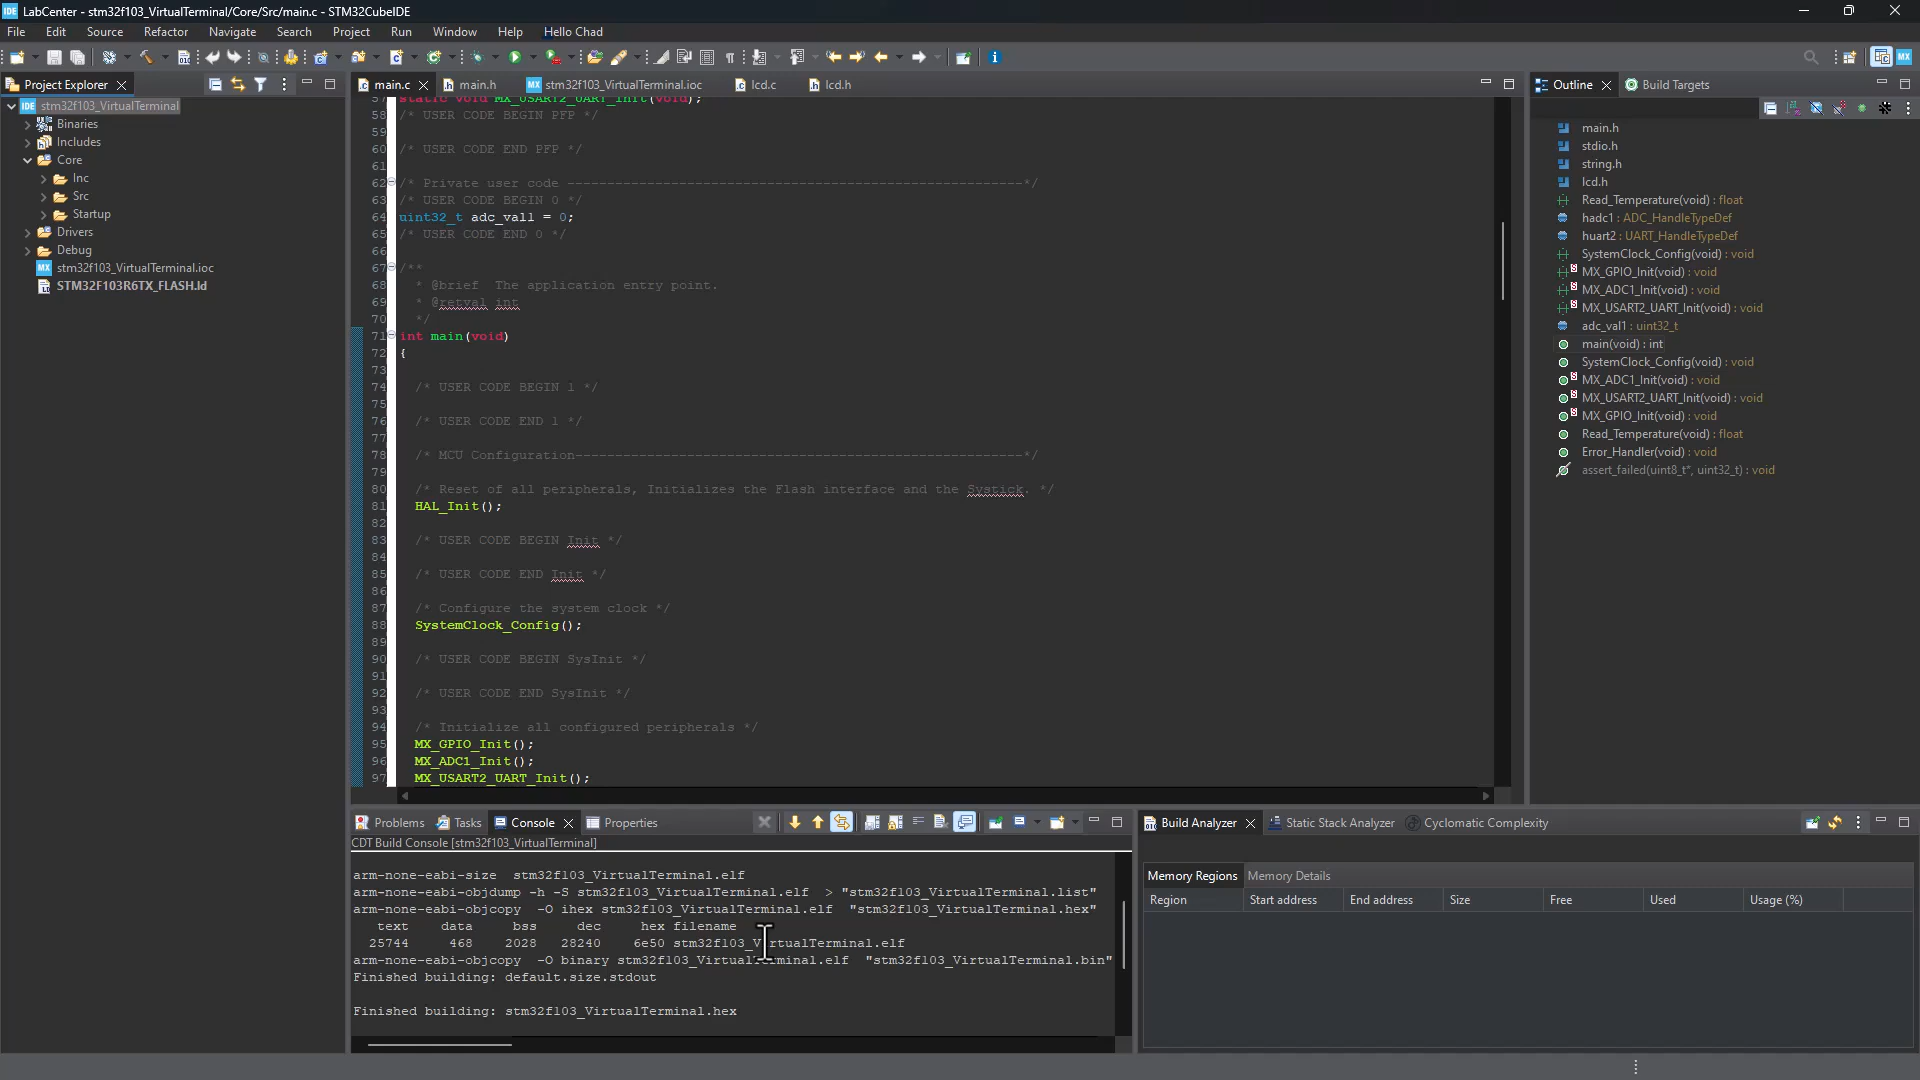 LabCenter - stm32f103_VirtualTerminal/Core/Src/main.c - STM32CubeIDE
File Edit Source Refactor Navigate Search Project Run Window Help Hello Chad
Project Explorer
stm32f103_VirtualTerminal
Binaries
Includes
Core
Inc
Src
Startup
Drivers
Debug
stm32f103_VirtualTerminal.ioc
STM32F103R6TX_FLASH.ld
main.c main.h stm32f103_VirtualTerminal.ioc lcd.c lcd.h
57 static void MX_USART2_UART_Init(void);
58 /* USER CODE BEGIN PFP */
59
60 /* USER CODE END PFP */
61
62 /* Private user code ---------------------------------------------------------*/
63 /* USER CODE BEGIN 0 */
64 uint32_t adc_val1 = 0;
65 /* USER CODE END 0 */
66
67 /**
68 * @brief  The application entry point.
69 * @retval int
70 */
71 int main(void)
72 {
73
74 /* USER CODE BEGIN 1 */
75
76 /* USER CODE END 1 */
77
78 /* MCU Configuration--------------------------------------------------------*/
79
80 /* Reset of all peripherals, Initializes the Flash interface and the Systick. */
81 HAL_Init();
82
83 /* USER CODE BEGIN Init */
84
85 /* USER CODE END Init */
86
87 /* Configure the system clock */
88 SystemClock_Config();
89
90 /* USER CODE BEGIN SysInit */
91
92 /* USER CODE END SysInit */
93
94 /* Initialize all configured peripherals */
95 MX_GPIO_Init();
96 MX_ADC1_Init();
97 MX_USART2_UART_Init();
Outline Build Targets
main.h
stdio.h
string.h
lcd.h
Read_Temperature(void) : float
hadc1 : ADC_HandleTypeDef
huart2 : UART_HandleTypeDef
SystemClock_Config(void) : void
MX_GPIO_Init(void) : void
MX_ADC1_Init(void) : void
MX_USART2_UART_Init(void) : void
adc_val1 : uint32_t
main(void) : int
SystemClock_Config(void) : void
MX_ADC1_Init(void) : void
MX_USART2_UART_Init(void) : void
MX_GPIO_Init(void) : void
Read_Temperature(void) : float
Error_Handler(void) : void
assert_failed(uint8_t*, uint32_t) : void
Problems Tasks Console Properties
CDT Build Console [stm32f103_VirtualTerminal]
arm-none-eabi-size  stm32f103_VirtualTerminal.elf
arm-none-eabi-objdump -h -S stm32f103_VirtualTerminal.elf  > "stm32f103_VirtualTerminal.list"
arm-none-eabi-objcopy  -O ihex stm32f103_VirtualTerminal.elf  "stm32f103_VirtualTerminal.hex"
text data bss dec hex filename
25744 468 2028 28240 6e50 stm32f103_VirtualTerminal.elf
arm-none-eabi-objcopy  -O binary stm32f103_VirtualTerminal.elf  "stm32f103_VirtualTerminal.bin"
Finished building: default.size.stdout
Finished building: stm32f103_VirtualTerminal.hex
Build Analyzer Static Stack Analyzer Cyclomatic Complexity
Memory Regions Memory Details
Region Start address End address Size Free Used Usage (%)